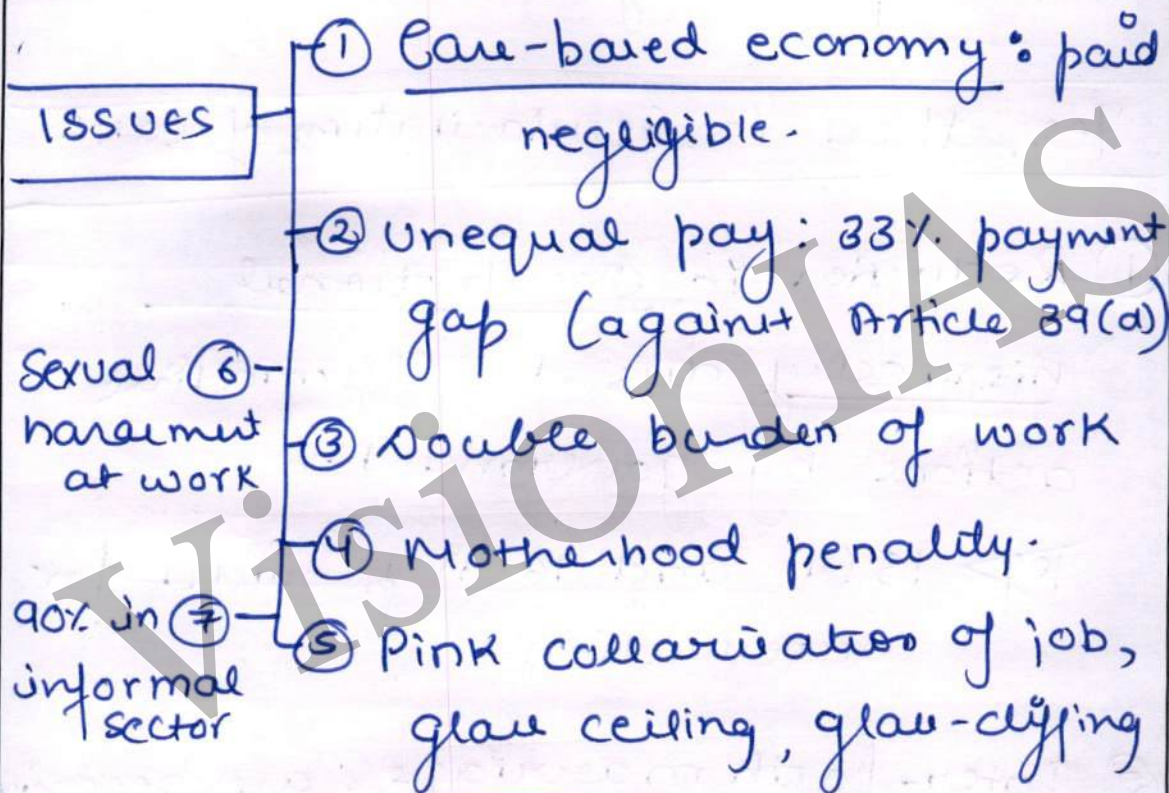 ISSUES
① Care-based economy : paid
negligible.
② Unequal pay : 33% payment
gap (against Article 39(a)
③ Double burden of work
④ Motherhood penality.
⑤ Pink collarisation of job,
glass ceiling, glass-cliffing
Sexual ⑥
harassment
at work
90% in ⑦
informal
sector
VisionIAS